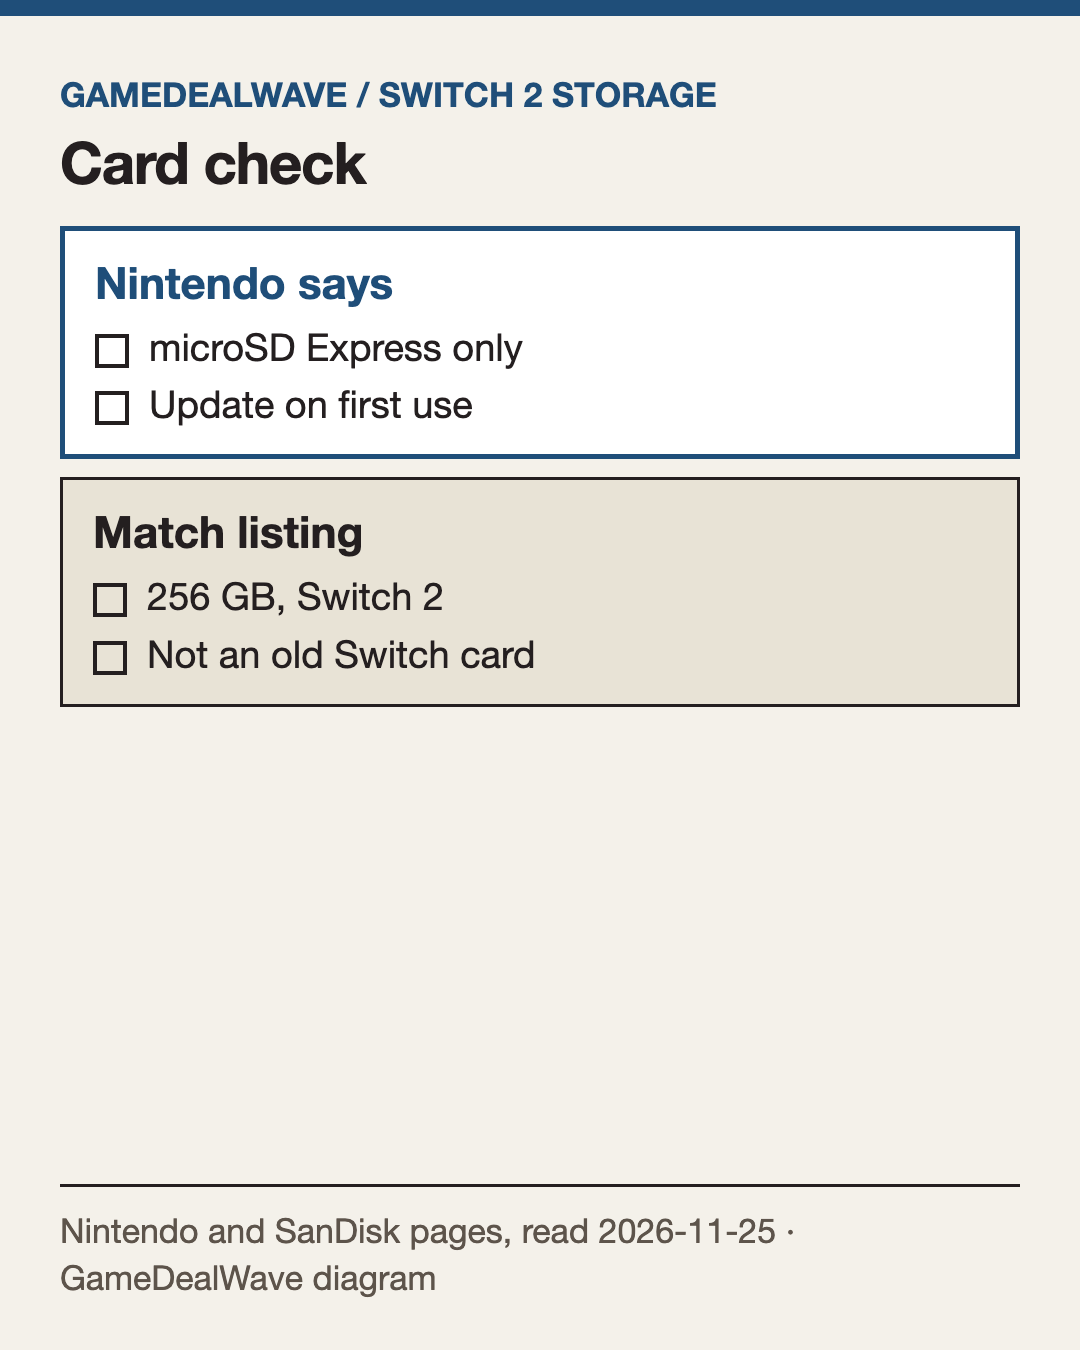 GAMEDEALWAVE / SWITCH 2 STORAGE
Card check
Nintendo says
microSD Express only
Update on first use
Match listing
256 GB, Switch 2
Not an old Switch card
Nintendo and SanDisk pages, read 2026-11-25 ·
GameDealWave diagram